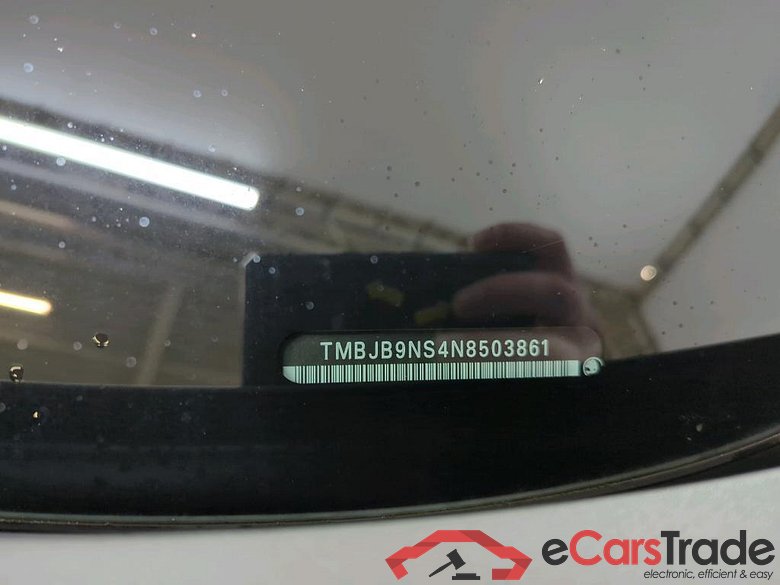 TMBJB9NS4N8503861
eCarsTrade
electronic, efficient & easy